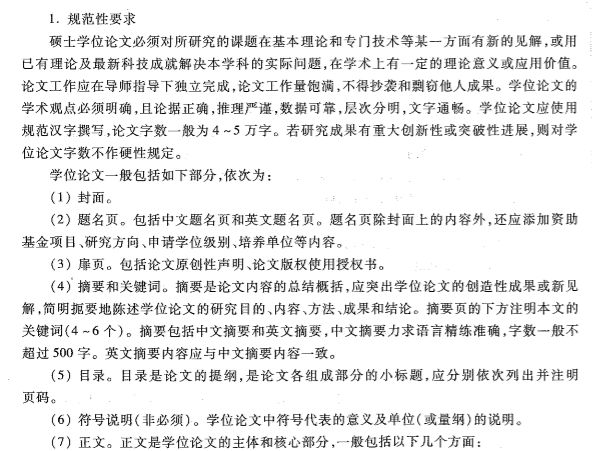 1. 规范性要求
硕士学位论文必须对所研究的课题在基本理论和专门技术等某一方面有新的见解,或用
已有理论及最新科技成就解决本学科的实际问题,在学术上有一定的理论意义或应用价值。
论文工作应在导师指导下独立完成,论文工作量饱满,不得抄袭和剽窃他人成果。学位论文的
学术观点必须明确,且论据正确,推理严谨,数据可靠,层次分明,文字通畅。学位论文应使用
规范汉字撰写,论文字数一般为 4~5 万字。若研究成果有重大创新性或突破性进展,则对学
位论文字数不作硬性规定。
学位论文一般包括如下部分,依次为:
(1) 封面。
(2) 题名页。包括中文题名页和英文题名页。题名页除封面上的内容外,还应添加资助
基金项目、研究方向、申请学位级别、培养单位等内容。
(3) 扉页。包括论文原创性声明、论文版权使用授权书。
(4) 摘要和关键词。摘要是论文内容的总结概括,应突出学位论文的创造性成果或新见
解,简明扼要地陈述学位论文的研究目的、内容、方法、成果和结论。摘要页的下方注明本文的
关键词(4~6 个)。摘要包括中文摘要和英文摘要,中文摘要力求语言精练准确,字数一般不
超过 500 字。英文摘要内容应与中文摘要内容一致。
(5) 目录。目录是论文的提纲,是论文各组成部分的小标题,应分别依次列出并注明
页码。
(6) 符号说明(非必须)。学位论文中符号代表的意义及单位(或量纲)的说明。
(7) 正文。正文是学位论文的主体和核心部分,一般包括以下几个方面: